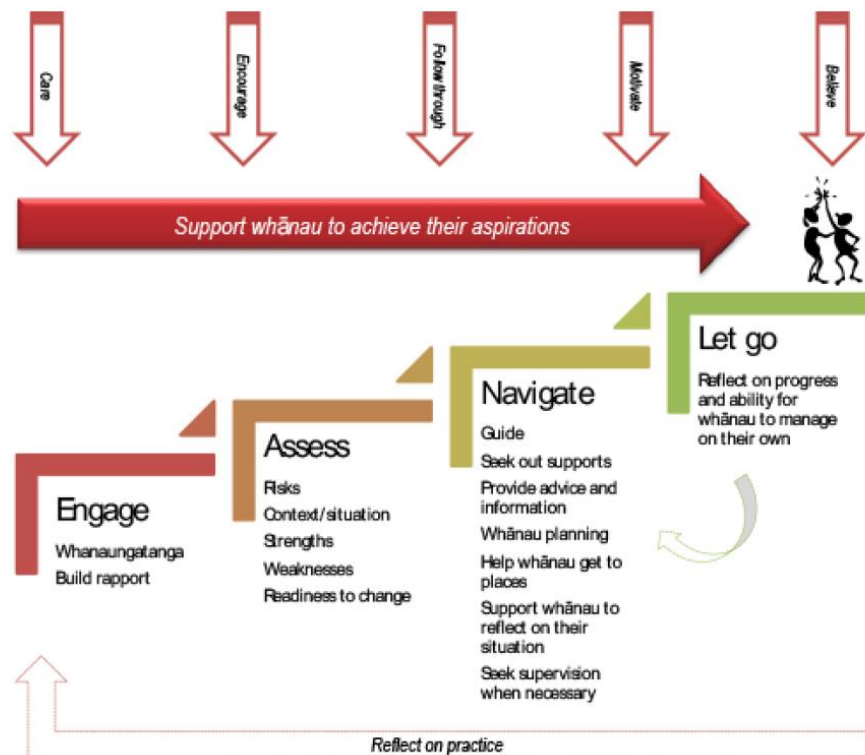 Care
Encourage
Follow through
Motivate
Believe
Support whānau to achieve their aspirations
Engage
Whanaungatanga
Build rapport
Assess
Risks
Context/situation
Strengths
Weaknesses
Readiness to change
Navigate
Guide
Seek out supports
Provide advice and
information
Whānau planning
Help whānau get to
places
Support whānau to
reflect on their
situation
Seek supervision
when necessary
Let go
Reflect on progress
and ability for
whānau to manage
on their own
Reflect on practice